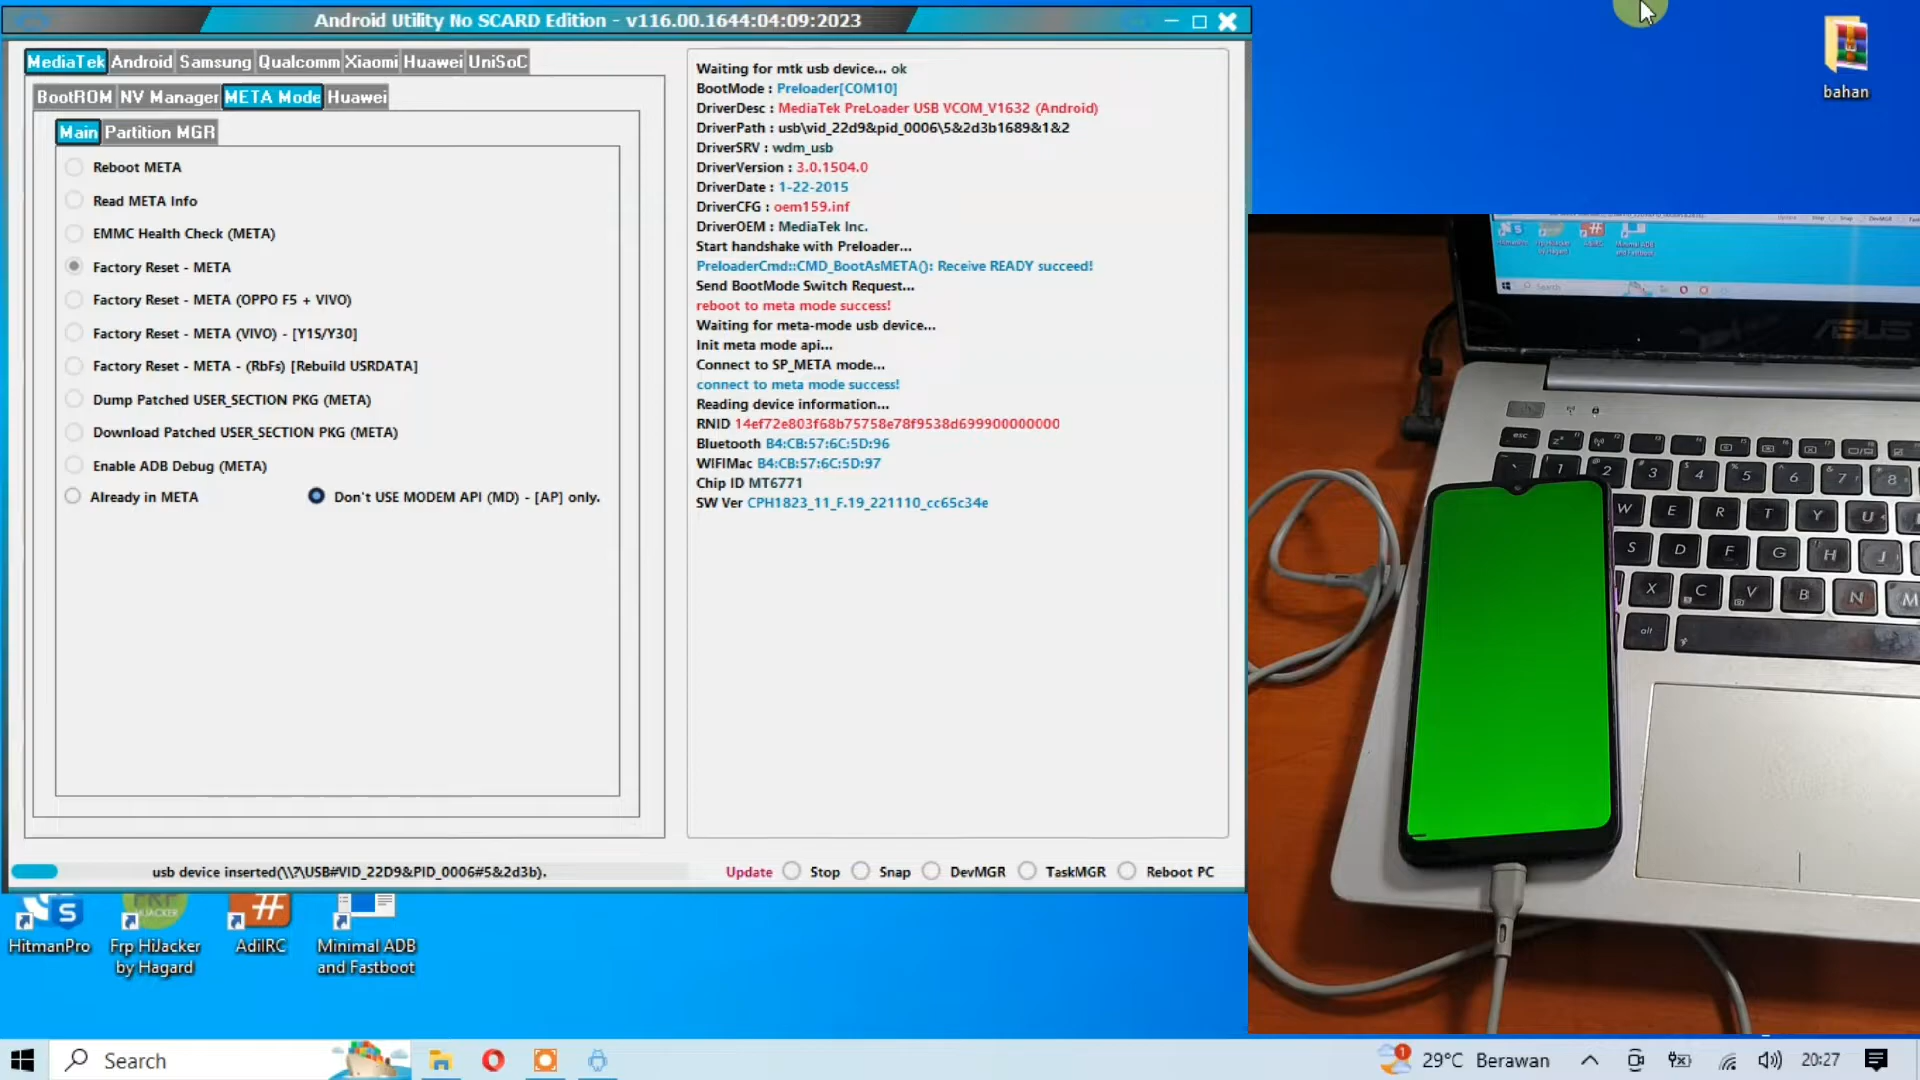 Android Utility No SCARD Edition - v116.00.1644:04:09:2023
MediaTek Android Samsung Qualcomm Xiaomi Huawei UniSoC
BootROM NV Manager META Mode Huawei
Main Partition MGR
Reboot META
Read META Info
EMMC Health Check (META)
Factory Reset - META
Factory Reset - META (OPPO F5 + VIVO)
Factory Reset - META (VIVO) - [Y1S/Y30]
Factory Reset - META - (RbFs) [Rebuild USRDATA]
Dump Patched USER_SECTION PKG (META)
Download Patched USER_SECTION PKG (META)
Enable ADB Debug (META)
Already in META
Don't USE MODEM API (MD) - [AP] only.
Waiting for mtk usb device... ok
BootMode : Preloader[COM10]
DriverDesc : MediaTek PreLoader USB VCOM_V1632 (Android)
DriverPath : usb\vid_22d9&pid_0006\5&2d3b1689&1&2
DriverSRV : wdm_usb
DriverVersion : 3.0.1504.0
DriverDate : 1-22-2015
DriverCFG : oem159.inf
DriverOEM : MediaTek Inc.
Start handshake with Preloader...
PreloaderCmd::CMD_BootAsMETA(): Receive READY succeed!
Send BootMode Switch Request...
reboot to meta mode success!
Waiting for meta-mode usb device...
Init meta mode api...
Connect to SP_META mode...
connect to meta mode success!
Reading device information...
RNID 14ef72e803f68b75758e78f9538d699900000000
Bluetooth B4:CB:57:6C:5D:96
WIFIMac B4:CB:57:6C:5D:97
Chip ID MT6771
SW Ver CPH1823_11_F.19_221110_cc65c34e
usb device inserted(\\?\USB#VID_22D9&PID_0006#5&2d3b).
Update Stop Snap DevMGR TaskMGR Reboot PC
bahan
HitmanPro
Frp HiJacker
by Hagard
AdiIRC
Minimal ADB
and Fastboot
ASUS
esc
1 2 3 4 5 6 7 8
W E R T Y U
S D F G H J
X C V B N M
alt
Search
29°C Berawan
20:27